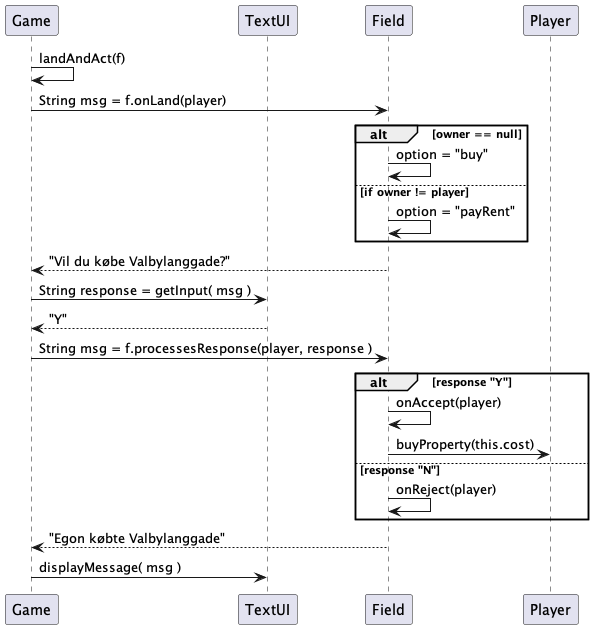 Game TextUI Field Player
landAndAct(f)
String msg = f.onLand(player)
alt [owner == null]
option = "buy"
[if owner != player]
option = "payRent"
"Vil du købe Valbylanggade?"
String response = getInput( msg )
"Y"
String msg = f.processesResponse(player, response )
alt [response "Y"]
onAccept(player)
buyProperty(this.cost)
[response "N"]
onReject(player)
"Egon købte Valbylanggade"
displayMessage( msg )
Game TextUI Field Player